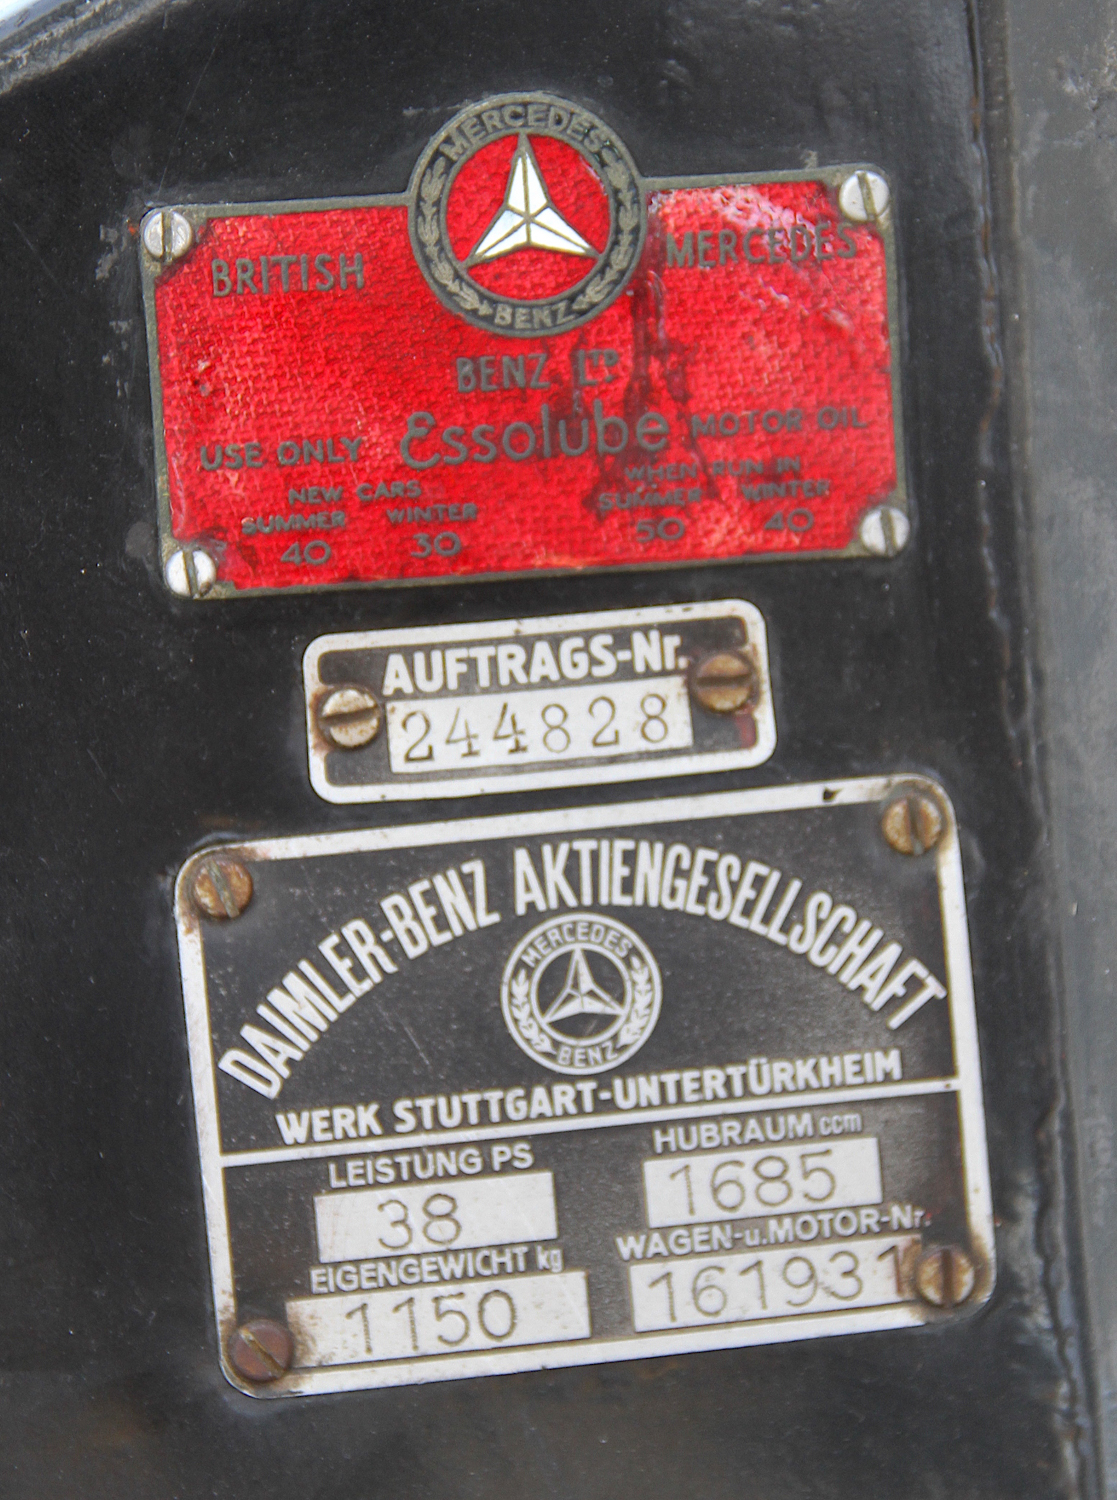 MERCEDES
BENZ
BRITISH MERCEDES
BENZ LTD
USE ONLY Essolube MOTOR OIL
NEW CARS WHEN RUN IN
SUMMER WINTER SUMMER WINTER
40 30 50 40
AUFTRAGS-Nr.
244828
DAIMLER-BENZ AKTIENGESELLSCHAFT
MERCEDES
BENZ
WERK STUTTGART-UNTERTÜRKHEIM
LEISTUNG PS HUBRAUM ccm
38 1685
EIGENGEWICHT kg WAGEN-u.MOTOR-Nr.
1150 161931